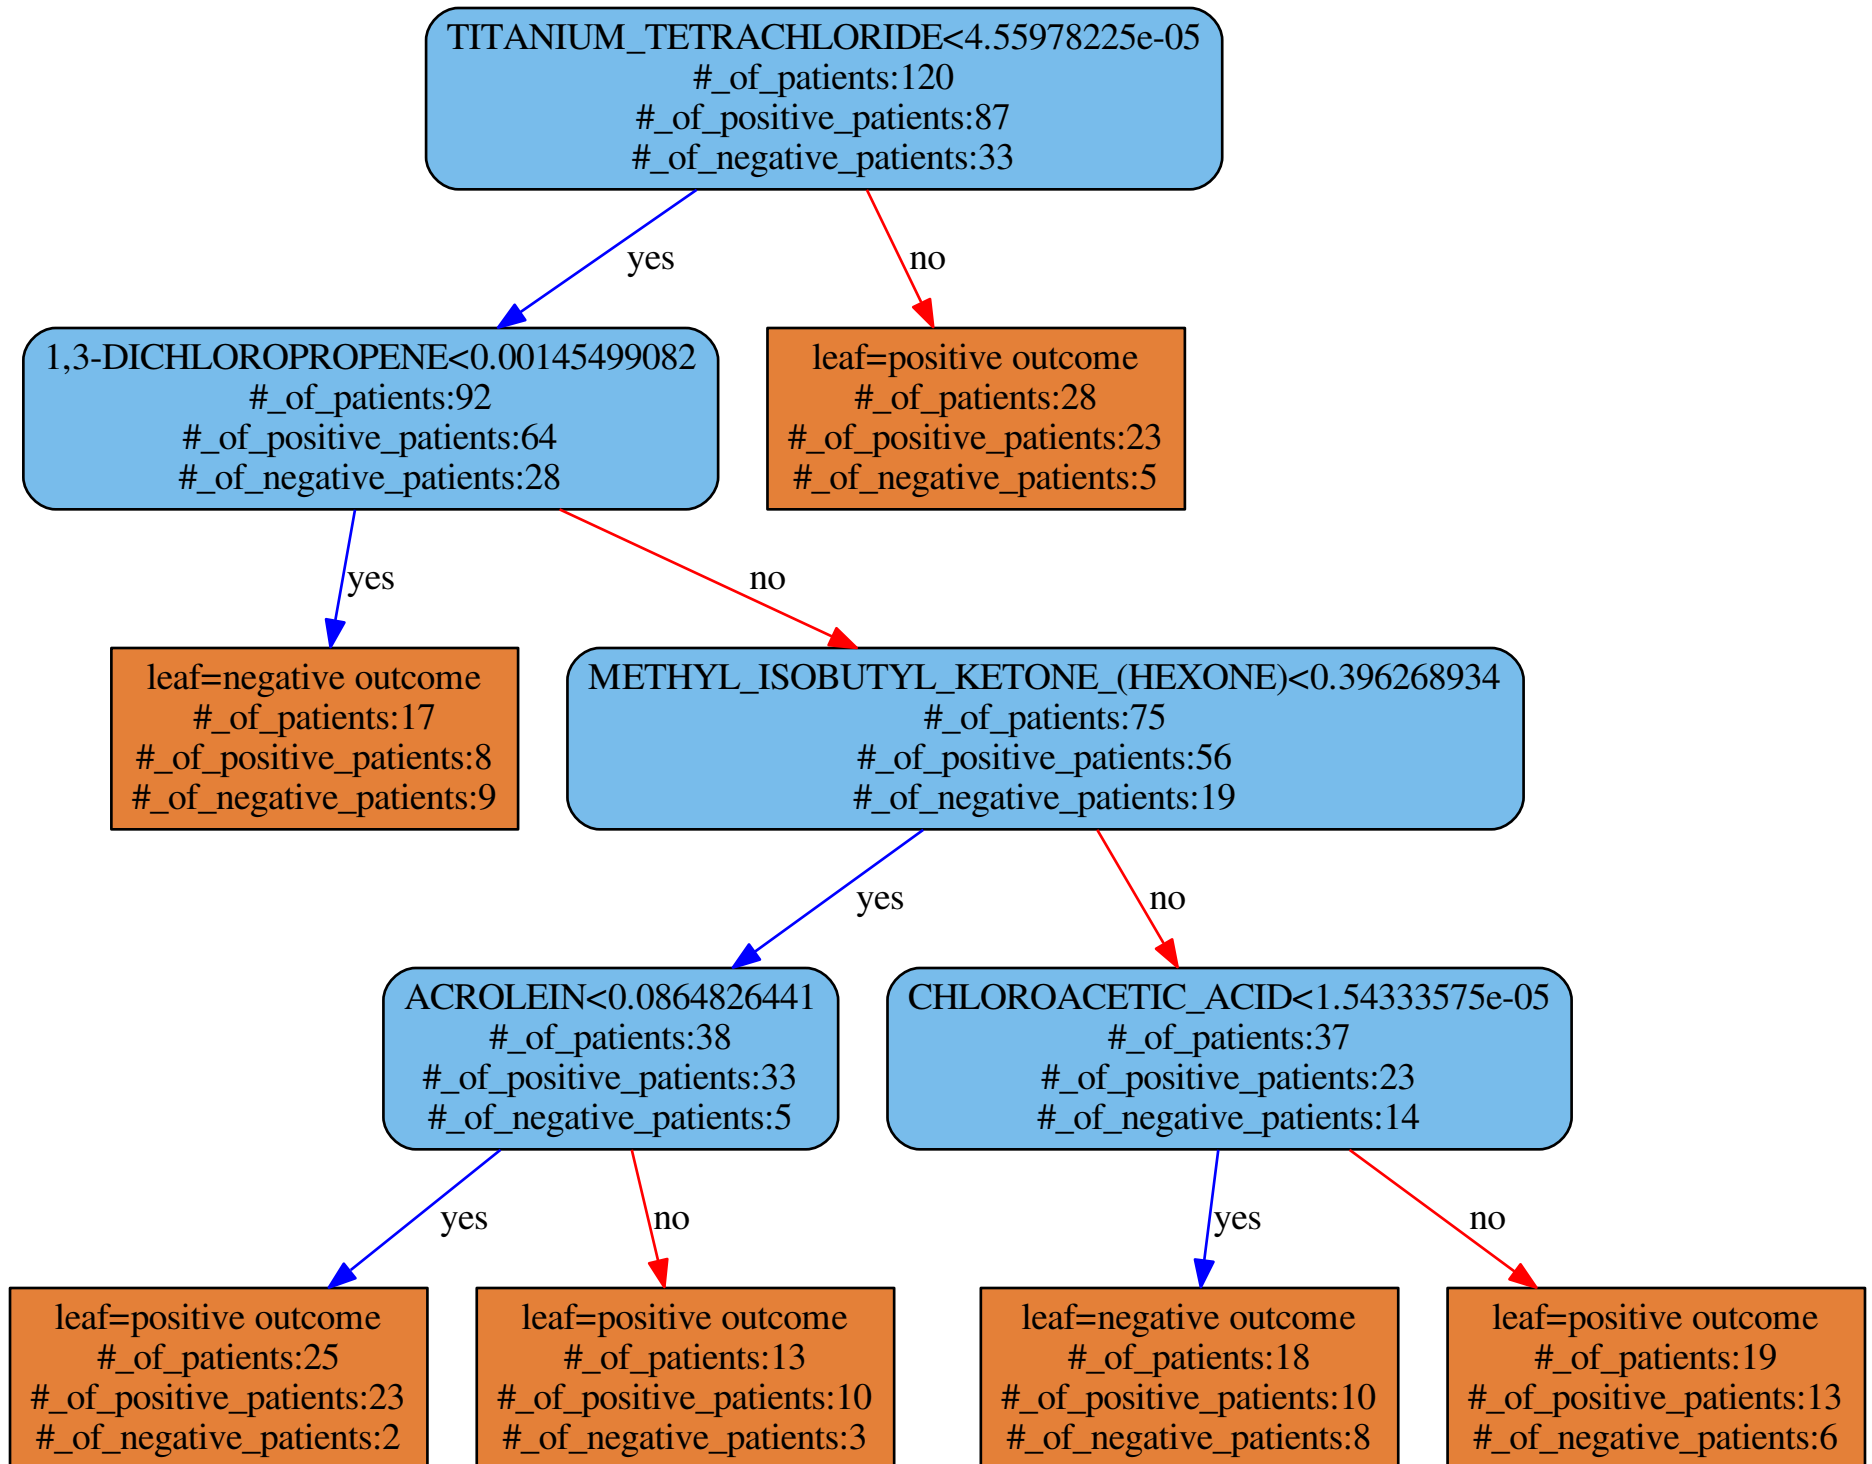 TITANIUM_TETRACHLORIDE<4.55978225e-05
#_of_patients:120
#_of_positive_patients:87
#_of_negative_patients:33
yes
no
1,3-DICHLOROPROPENE<0.00145499082
#_of_patients:92
#_of_positive_patients:64
#_of_negative_patients:28
leaf=positive outcome
#_of_patients:28
#_of_positive_patients:23
#_of_negative_patients:5
yes
no
leaf=negative outcome
#_of_patients:17
#_of_positive_patients:8
#_of_negative_patients:9
METHYL_ISOBUTYL_KETONE_(HEXONE)<0.396268934
#_of_patients:75
#_of_positive_patients:56
#_of_negative_patients:19
yes
no
ACROLEIN<0.0864826441
#_of_patients:38
#_of_positive_patients:33
#_of_negative_patients:5
CHLOROACETIC_ACID<1.54333575e-05
#_of_patients:37
#_of_positive_patients:23
#_of_negative_patients:14
yes
no
yes
no
leaf=positive outcome
#_of_patients:25
#_of_positive_patients:23
#_of_negative_patients:2
leaf=positive outcome
#_of_patients:13
#_of_positive_patients:10
#_of_negative_patients:3
leaf=negative outcome
#_of_patients:18
#_of_positive_patients:10
#_of_negative_patients:8
leaf=positive outcome
#_of_patients:19
#_of_positive_patients:13
#_of_negative_patients:6